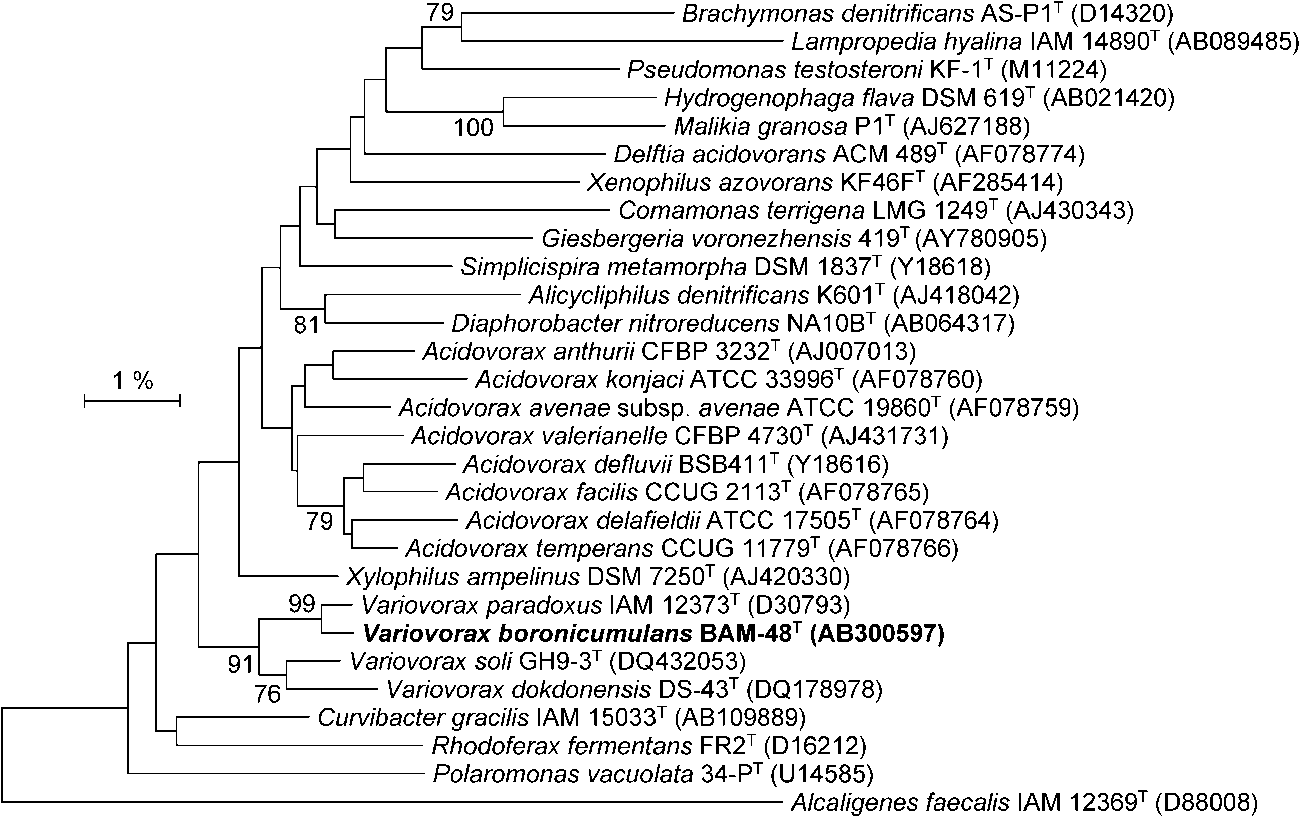 79
Brachymonas denitrificans AS-P1ᵀ (D14320)
Lampropedia hyalina IAM 14890ᵀ (AB089485)
Pseudomonas testosteroni KF-1ᵀ (M11224)
Hydrogenophaga flava DSM 619ᵀ (AB021420)
100
Malikia granosa P1ᵀ (AJ627188)
Delftia acidovorans ACM 489ᵀ (AF078774)
Xenophilus azovorans KF46Fᵀ (AF285414)
Comamonas terrigena LMG 1249ᵀ (AJ430343)
Giesbergeria voronezhensis 419ᵀ (AY780905)
Simplicispira metamorpha DSM 1837ᵀ (Y18618)
Alicycliphilus denitrificans K601ᵀ (AJ418042)
81
Diaphorobacter nitroreducens NA10Bᵀ (AB064317)
Acidovorax anthurii CFBP 3232ᵀ (AJ007013)
1 %
Acidovorax konjaci ATCC 33996ᵀ (AF078760)
Acidovorax avenae subsp. avenae ATCC 19860ᵀ (AF078759)
Acidovorax valerianelle CFBP 4730ᵀ (AJ431731)
Acidovorax defluvii BSB411ᵀ (Y18616)
Acidovorax facilis CCUG 2113ᵀ (AF078765)
79
Acidovorax delafieldii ATCC 17505ᵀ (AF078764)
Acidovorax temperans CCUG 11779ᵀ (AF078766)
Xylophilus ampelinus DSM 7250ᵀ (AJ420330)
99
Variovorax paradoxus IAM 12373ᵀ (D30793)
Variovorax boronicumulans BAM-48ᵀ (AB300597)
91
Variovorax soli GH9-3ᵀ (DQ432053)
76
Variovorax dokdonensis DS-43ᵀ (DQ178978)
Curvibacter gracilis IAM 15033ᵀ (AB109889)
Rhodoferax fermentans FR2ᵀ (D16212)
Polaromonas vacuolata 34-Pᵀ (U14585)
Alcaligenes faecalis IAM 12369ᵀ (D88008)